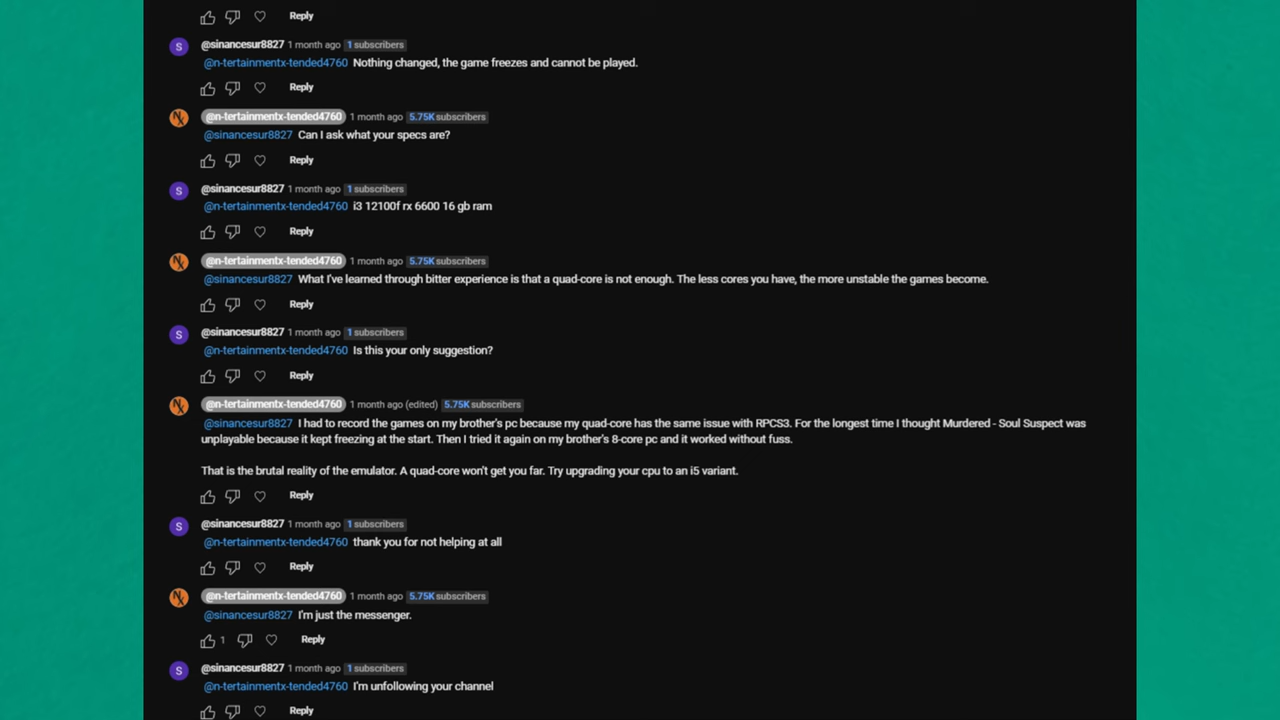 Reply
@sinancesur8827 1 month ago 1 subscribers
@n-tertainmentx-tended4760 Nothing changed, the game freezes and cannot be played.
Reply
@n-tertainmentx-tended4760 1 month ago 5.75K subscribers
@sinancesur8827 Can I ask what your specs are?
Reply
S @sinancesur8827 1 month ago 1 subscribers
@n-tertainmentx-tended4760 i3 12100f rx 6600 16 gb ram
Reply
@n-tertainmentx-tended4760 1 month ago 5.75K subscribers
@sinancesur8827 What I've learned through bitter experience is that a quad-core is not enough. The less cores you have, the more unstable the games become.
Reply
S @sinancesur8827 1 month ago 1 subscribers
@n-tertainmentx-tended4760 Is this your only suggestion?
Reply
@n-tertainmentx-tended4760 1 month ago (edited) 5.75K subscribers
@sinancesur8827 I had to record the games on my brother's pc because my quad-core has the same issue with RPCS3. For the longest time I thought Murdered - Soul Suspect was
unplayable because it kept freezing at the start. Then I tried it again on my brother's 8-core pc and it worked without fuss.
That is the brutal reality of the emulator. A quad-core won't get you far. Try upgrading your cpu to an i5 variant.
Reply
S @sinancesur8827 1 month ago 1 subscribers
@n-tertainmentx-tended4760 thank you for not helping at all
Reply
@n-tertainmentx-tended4760 1 month ago 5.75K subscribers
@sinancesur8827 I'm just the messenger.
1 Reply
S @sinancesur8827 1 month ago 1 subscribers
@n-tertainmentx-tended4760 I'm unfollowing your channel
Reply